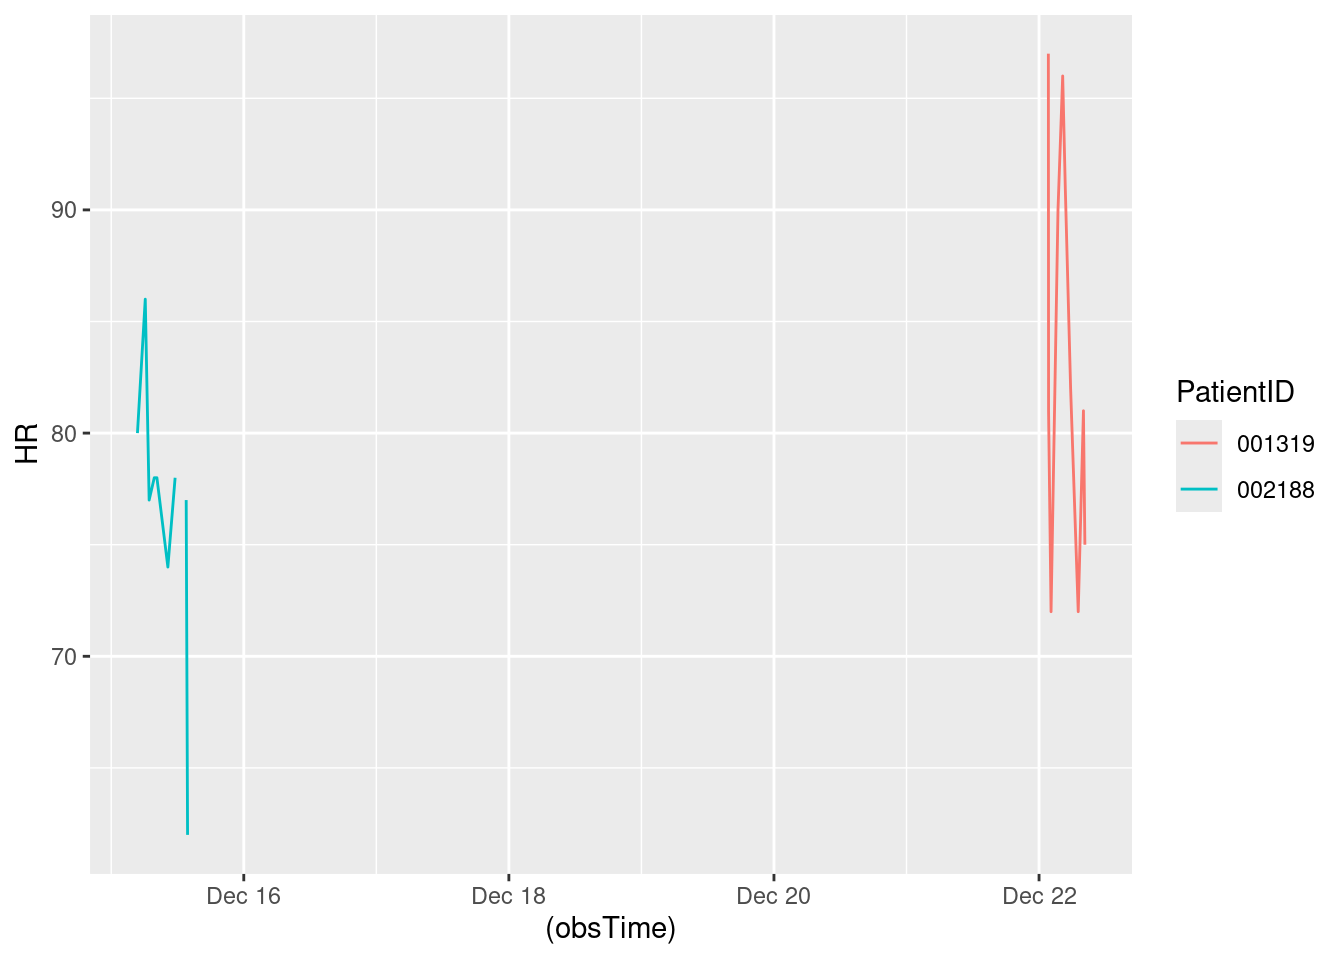 HR
90
80
70
Dec 16
Dec 18
Dec 20
Dec 22
(obsTime)
PatientID
001319
002188